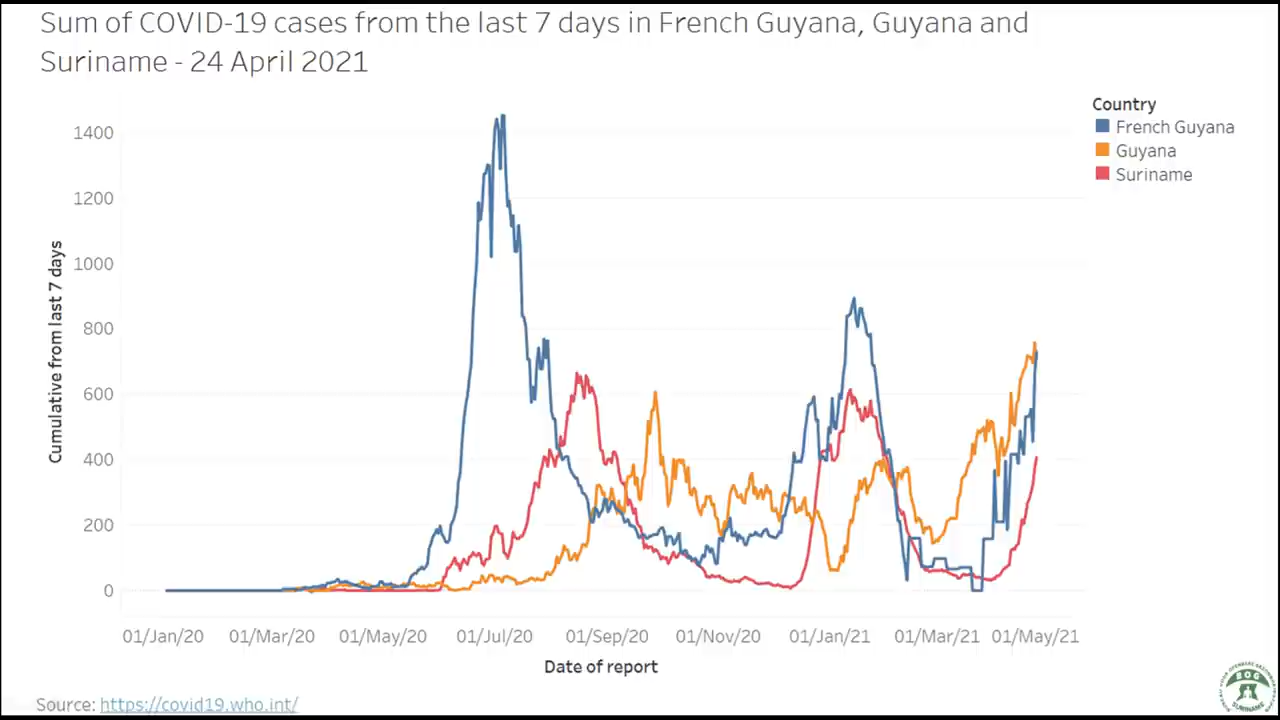 Sum of COVID-19 cases from the last 7 days in French Guyana, Guyana and
Suriname - 24 April 2021
Country
French Guyana
Guyana
Suriname
Cumulative from last 7 days
1400
1200
1000
800
600
400
200
0
01/Jan/20 01/Mar/20 01/May/20 01/Jul/20 01/Sep/20 01/Nov/20 01/Jan/21 01/Mar/21 01/May/21
Date of report
Source: https://covid19.who.int/
BOG
SURINAME